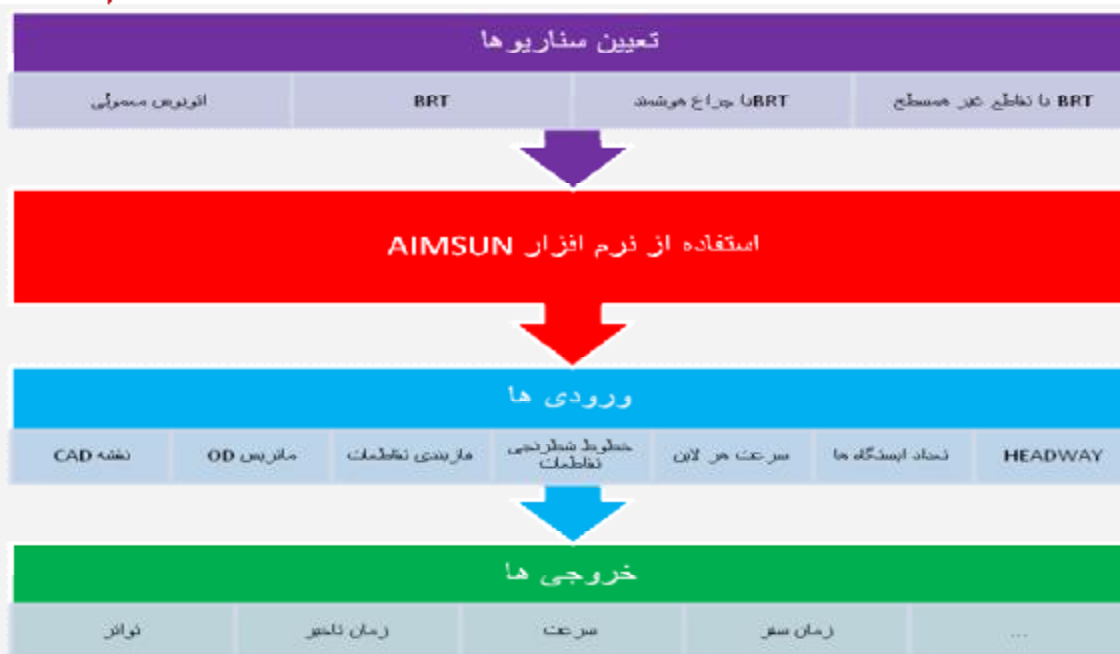 تعیین سناریوها
BRT با تقاطع غیر همسطح
BRTبا چراغ هوشمند
BRT
اتوبوس معمولی
استفاده از نرم افزار AIMSUN
ورودی ها
HEADWAY
تعداد ایستگاه ها
سرعت هر لاین
خطوط شطرنجی
تقاطعات
فازبندی تقاطعات
ماتریس OD
نقشه CAD
خروجی ها
...
زمان سفر
سرعت
زمان تاخیر
تواتر